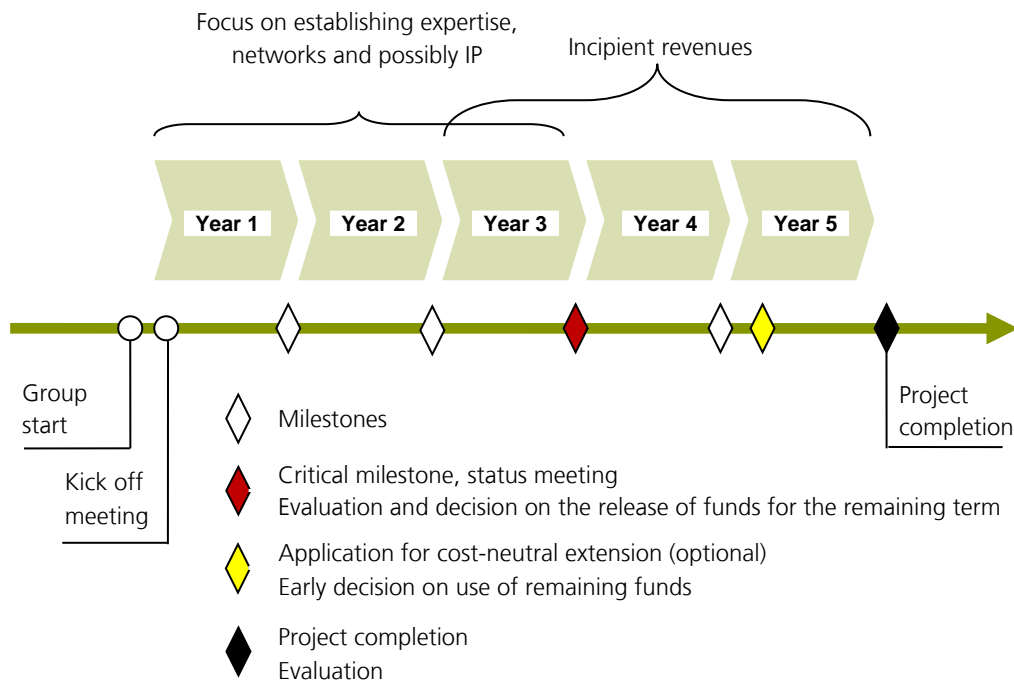 Focus on establishing expertise,
networks and possibly IP
Incipient revenues
Year 1
Year 2
Year 3
Year 4
Year 5
Group
start
Kick off
meeting
Project
completion
Milestones
Critical milestone, status meeting
Evaluation and decision on the release of funds for the remaining term
Application for cost-neutral extension (optional)
Early decision on use of remaining funds
Project completion
Evaluation